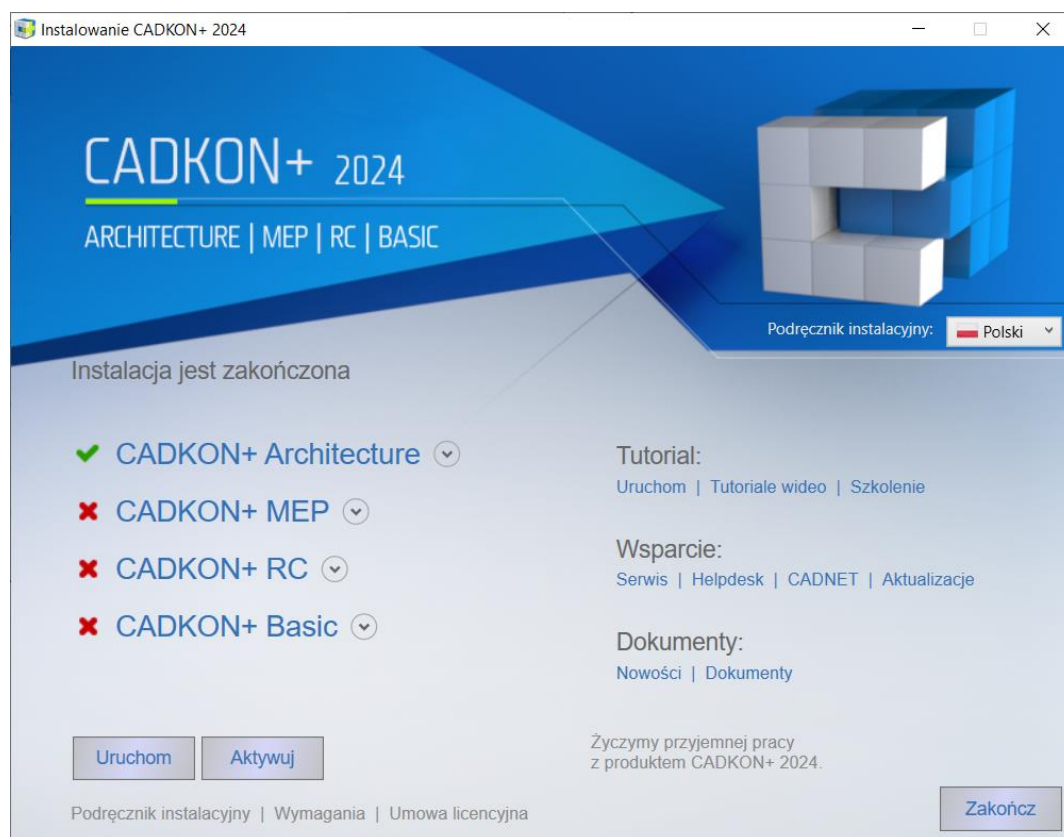 Instalowanie CADKON+ 2024
CADKON+ 2024
ARCHITECTURE | MEP | RC | BASIC
Podręcznik instalacyjny: Polski
Instalacja jest zakończona
CADKON+ Architecture
CADKON+ MEP
CADKON+ RC
CADKON+ Basic
Tutorial:
Uruchom | Tutoriale wideo | Szkolenie
Wsparcie:
Serwis | Helpdesk | CADNET | Aktualizacje
Dokumenty:
Nowości | Dokumenty
Uruchom Aktywuj
Życzymy przyjemnej pracy
z produktem CADKON+ 2024.
Podręcznik instalacyjny | Wymagania | Umowa licencyjna
Zakończ